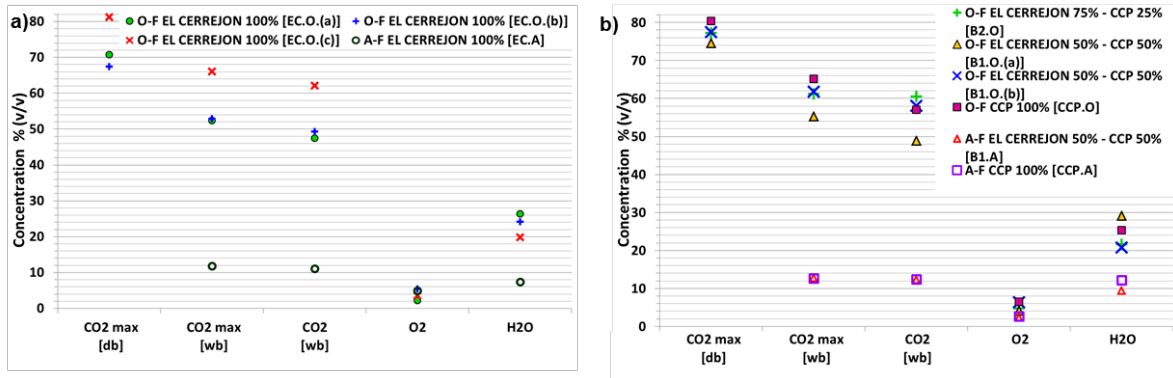 a)
O-F EL CERREJON 100% [EC.O.(a)]
O-F EL CERREJON 100% [EC.O.(b)]
O-F EL CERREJON 100% [EC.O.(c)]
A-F EL CERREJON 100% [EC.A]
Concentration % (v/v)
80
70
60
50
40
30
20
10
0
CO2 max
[db]
CO2 max
[wb]
CO2
[wb]
O2
H2O
b)
O-F EL CERREJON 75% - CCP 25%
[B2.O]
O-F EL CERREJON 50% - CCP 50%
[B1.O.(a)]
O-F EL CERREJON 50% - CCP 50%
[B1.O.(b)]
O-F CCP 100% [CCP.O]
A-F EL CERREJON 50% - CCP 50%
[B1.A]
A-F CCP 100% [CCP.A]
Concentration % (v/v)
80
70
60
50
40
30
20
10
0
CO2 max
[db]
CO2 max
[wb]
CO2
[wb]
O2
H2O